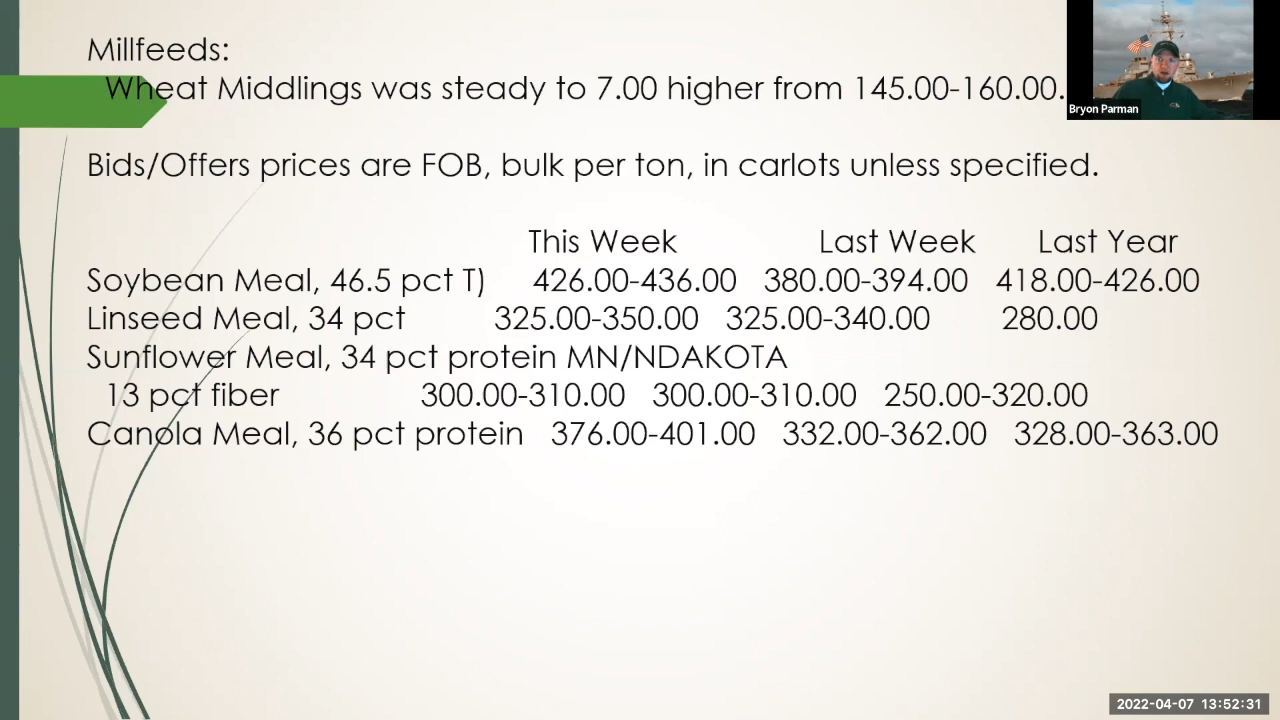 Millfeeds:
Wheat Middlings was steady to 7.00 higher from 145.00-160.00.
Bryon Parman
Bids/Offers prices are FOB, bulk per ton, in carlots unless specified.
This Week Last Week Last Year
Soybean Meal, 46.5 pct T) 426.00-436.00 380.00-394.00 418.00-426.00
Linseed Meal, 34 pct 325.00-350.00 325.00-340.00 280.00
Sunflower Meal, 34 pct protein MN/NDAKOTA
13 pct fiber 300.00-310.00 300.00-310.00 250.00-320.00
Canola Meal, 36 pct protein 376.00-401.00 332.00-362.00 328.00-363.00
2022-04-07 13:52:31